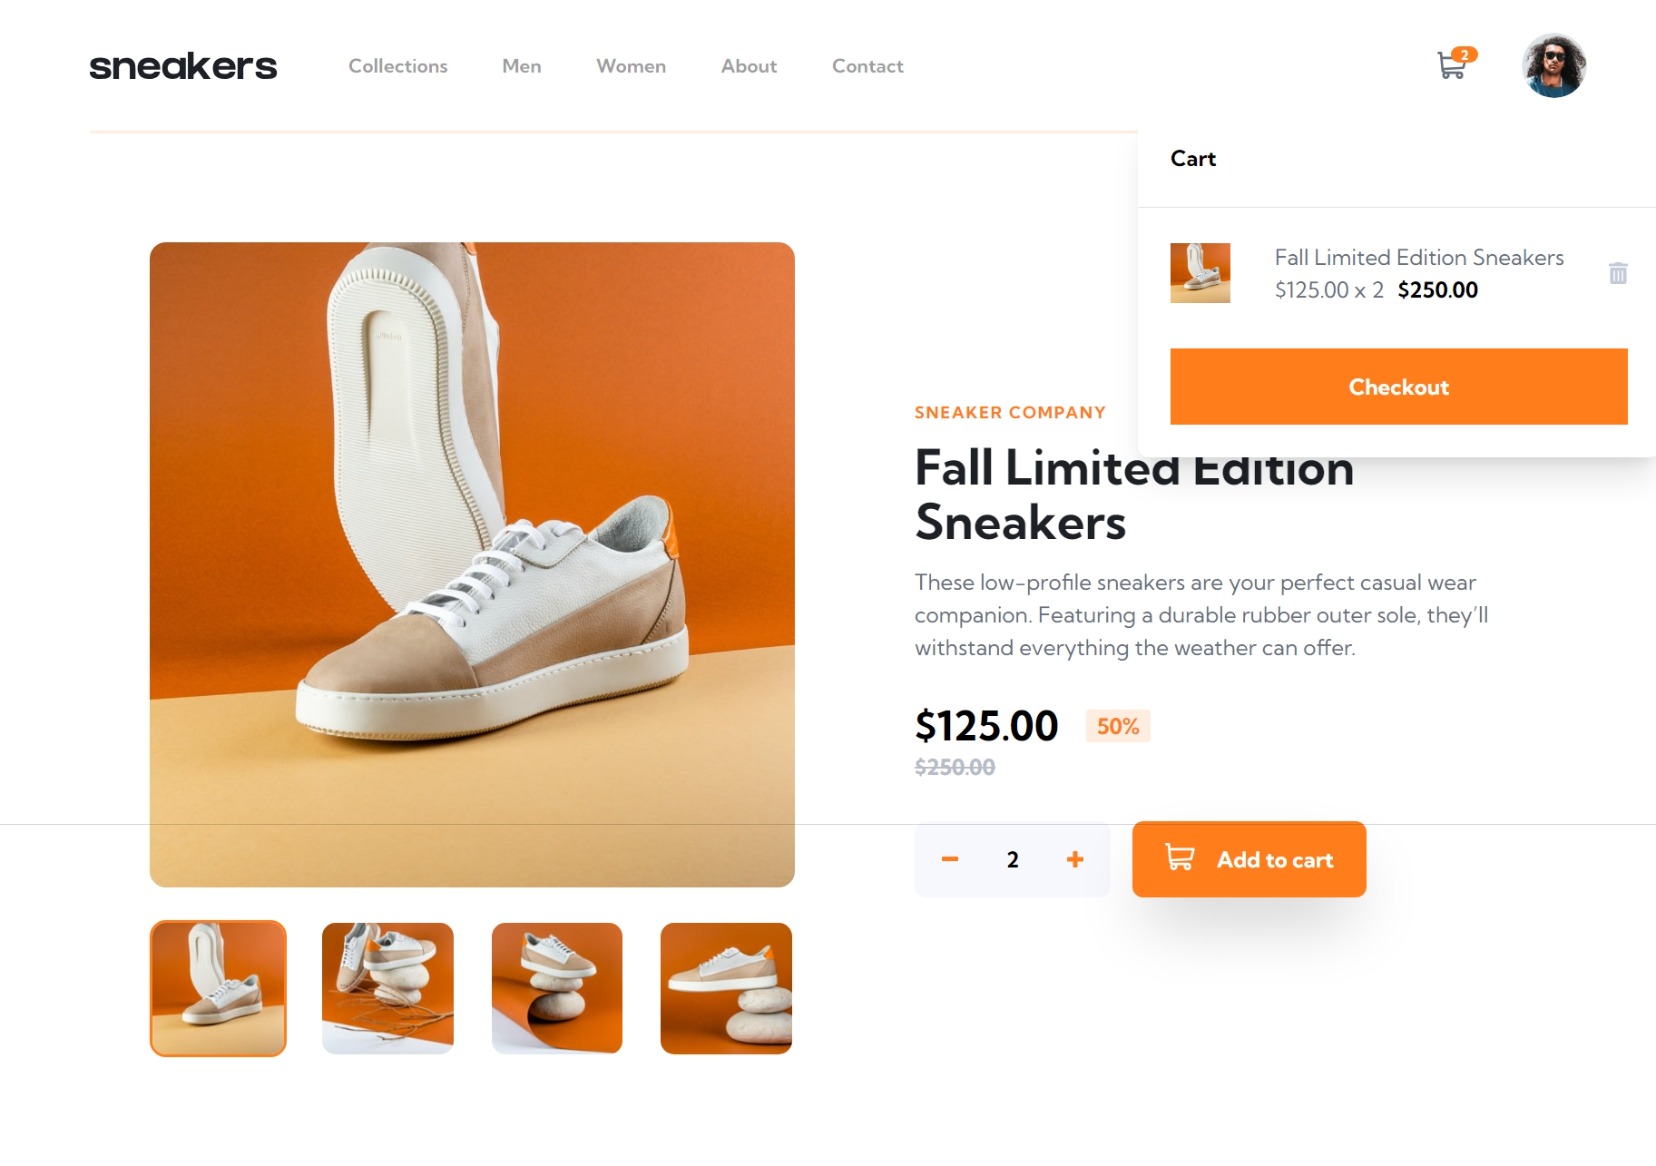 sneakers
Collections
Men
Women
About
Contact
2
Cart
Fall Limited Edition Sneakers
$125.00 x 2 $250.00
Checkout
SNEAKER COMPANY
Fall Limited Edition
Sneakers
These low-profile sneakers are your perfect casual wear
companion. Featuring a durable rubber outer sole, they’ll
withstand everything the weather can offer.
$125.00 50%
$250.00
2
Add to cart